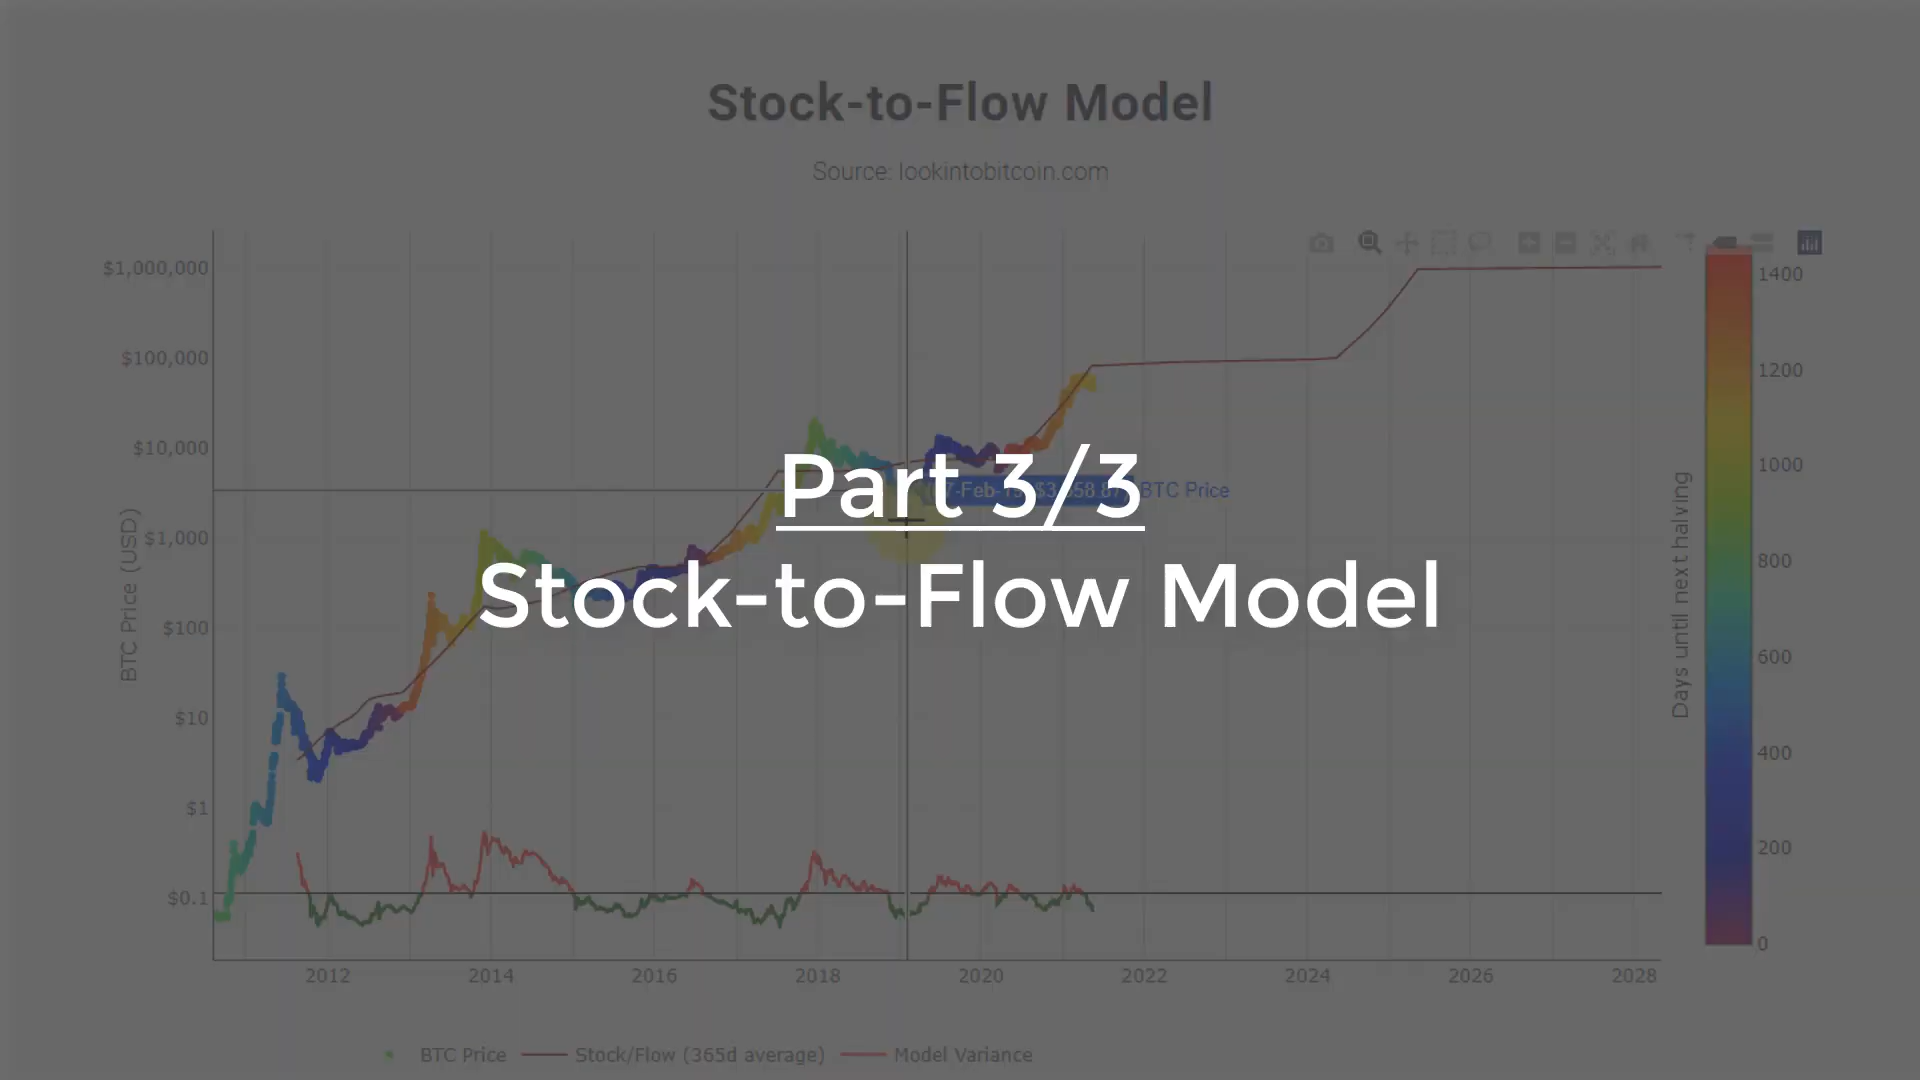 Stock-to-Flow Model
Source: lookintobitcoin.com
$1,000,000
$100,000
$10,000
$1,000
$100
$10
$1
$0.1
BTC Price (USD)
Part 3/3
Stock-to-Flow Model
BTC Price
1400
1200
1000
800
600
400
200
0
Days until next halving
2012 2014 2016 2018 2020 2022 2024 2026 2028
BTC Price Stock/Flow (365d average) Model Variance